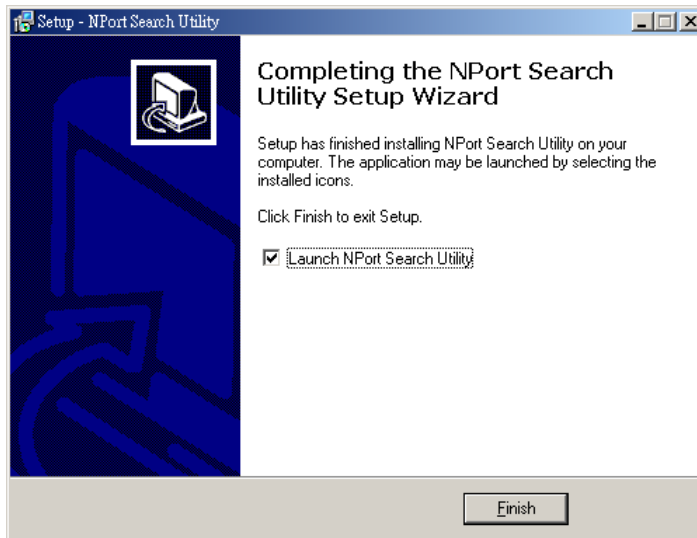 Setup - NPort Search Utility
Completing the NPort Search
Utility Setup Wizard
Setup has finished installing NPort Search Utility on your
computer. The application may be launched by selecting the
installed icons.
Click Finish to exit Setup.
Launch NPort Search Utility
Finish